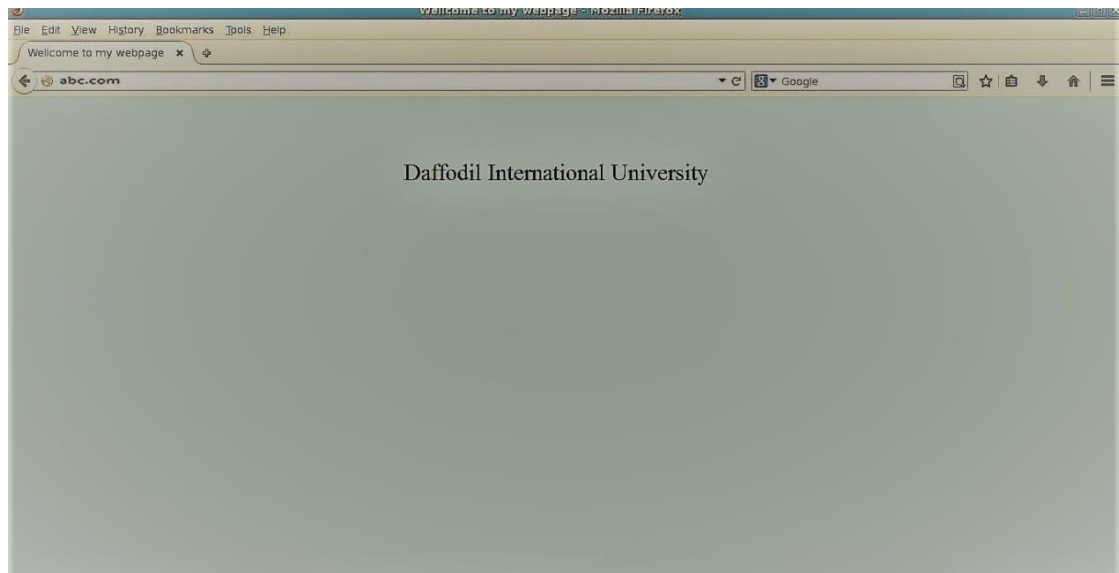 Wellcome to my webpage - Mozilla Firefox
File Edit View History Bookmarks Tools Help
Wellcome to my webpage
abc.com
Google
Daffodil International University